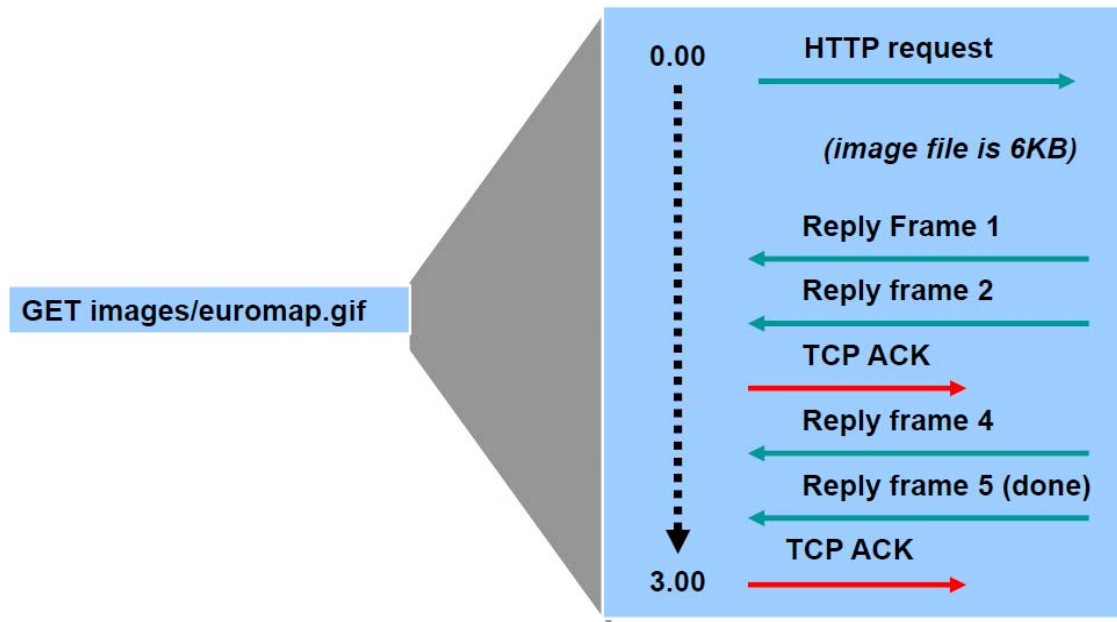 GET images/euromap.gif
0.00
HTTP request
(image file is 6KB)
Reply Frame 1
Reply frame 2
TCP ACK
Reply frame 4
Reply frame 5 (done)
TCP ACK
3.00